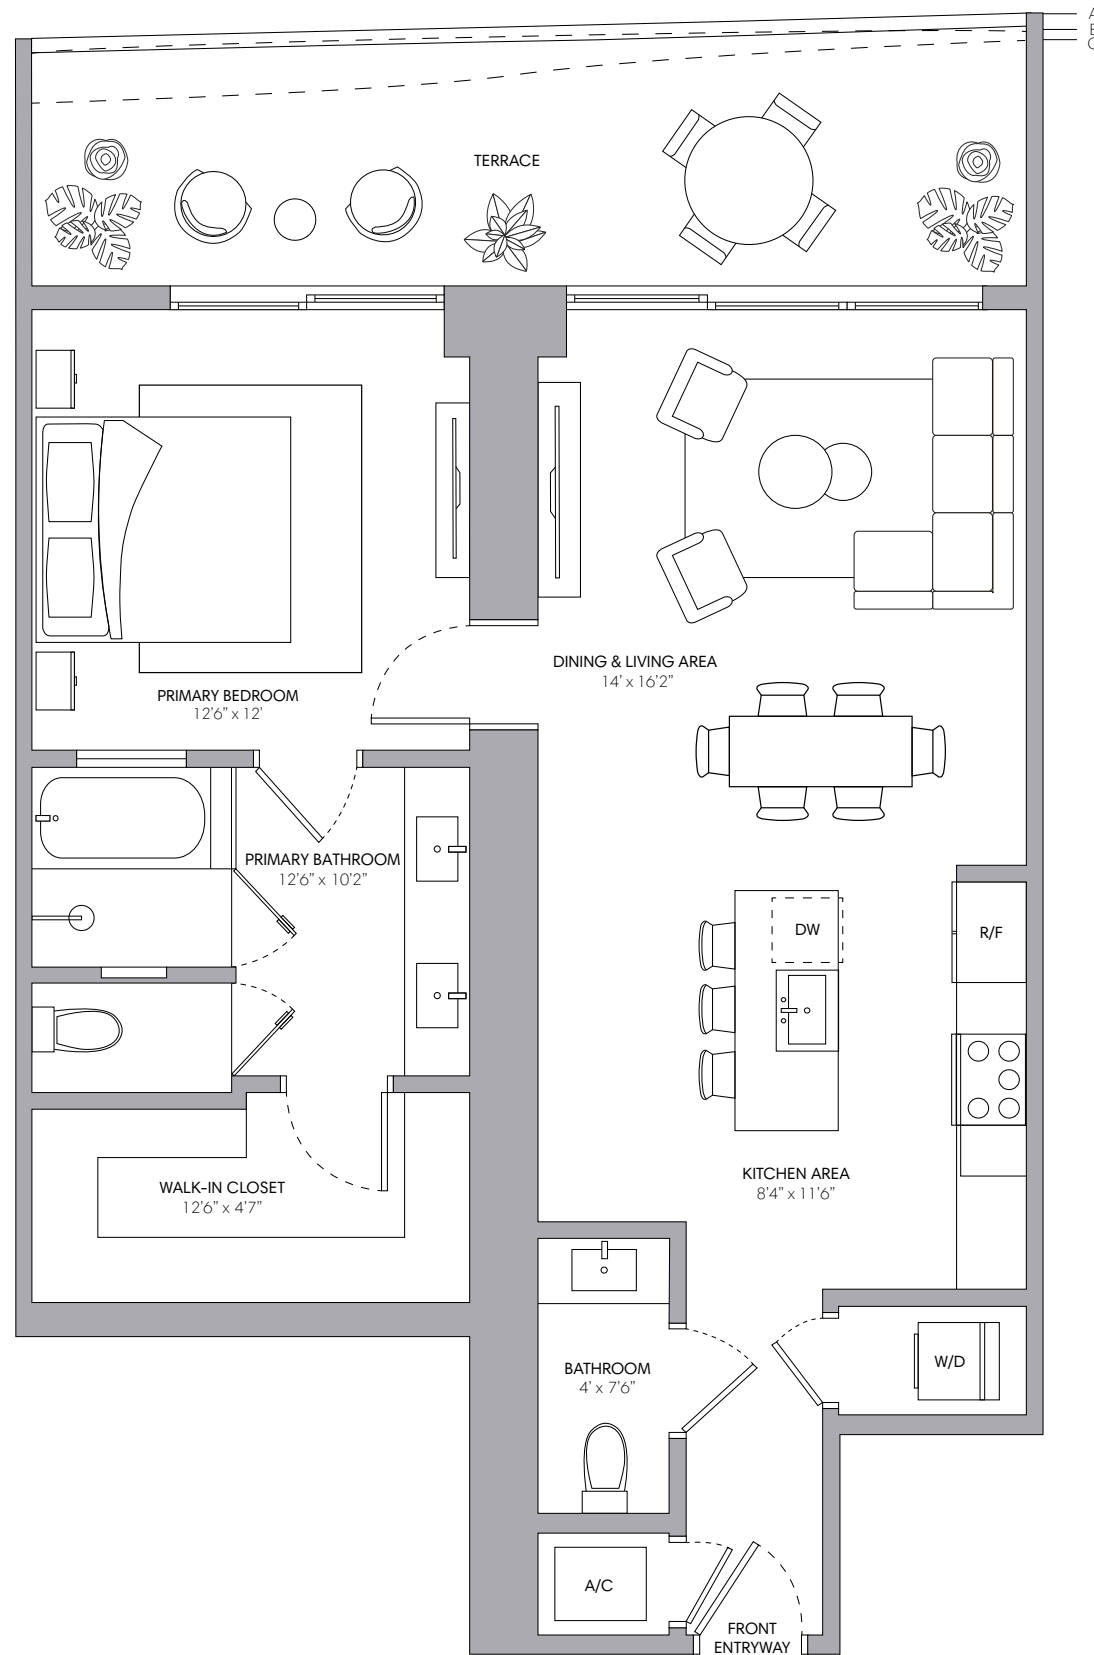 A
TERRACE
DINING & LIVING AREA
14' x 16'2"
PRIMARY BEDROOM
12'6" x 12'
PRIMARY BATHROOM
12'6" x 10'2"
DW
R/F
KITCHEN AREA
8'4" x 11'6"
WALK-IN CLOSET
12'6" x 4'7"
BATHROOM
4' x 7'6"
W/D
A/C
FRONT
ENTRYWAY